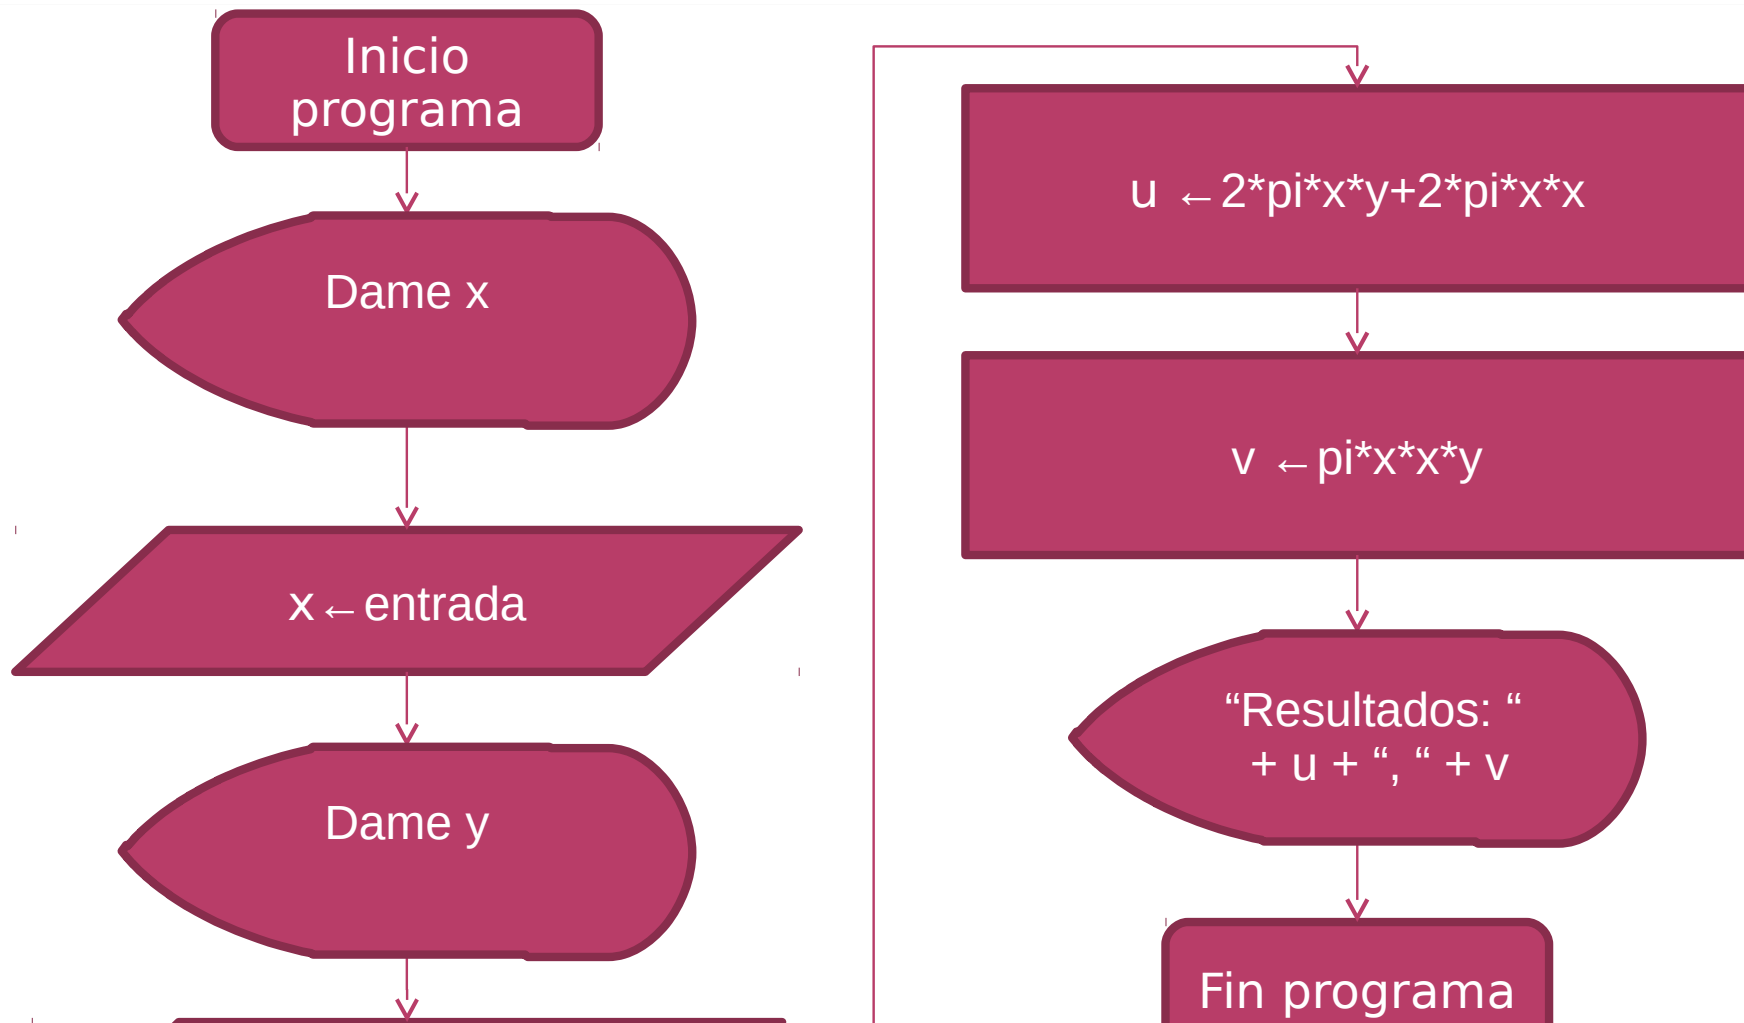 Inicio
programa
Dame x
x←entrada
Dame y
u ←2*pi*x*y+2*pi*x*x
v ←pi*x*x*y
“Resultados: “
+ u + “, “ + v
Fin programa